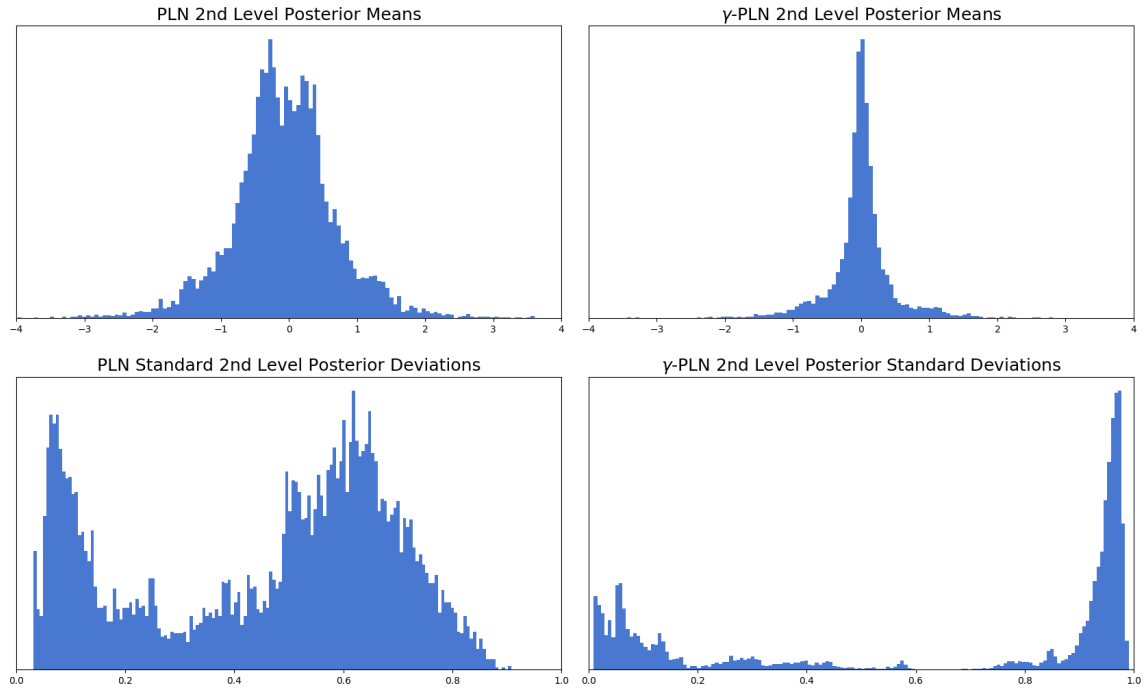 PLN 2nd Level Posterior Means
-4 -3 -2 -1 0 1 2 3 4
γ-PLN 2nd Level Posterior Means
-4 -3 -2 -1 0 1 2 3 4
PLN Standard 2nd Level Posterior Deviations
0.0 0.2 0.4 0.6 0.8 1.0
γ-PLN 2nd Level Posterior Standard Deviations
0.0 0.2 0.4 0.6 0.8 1.0